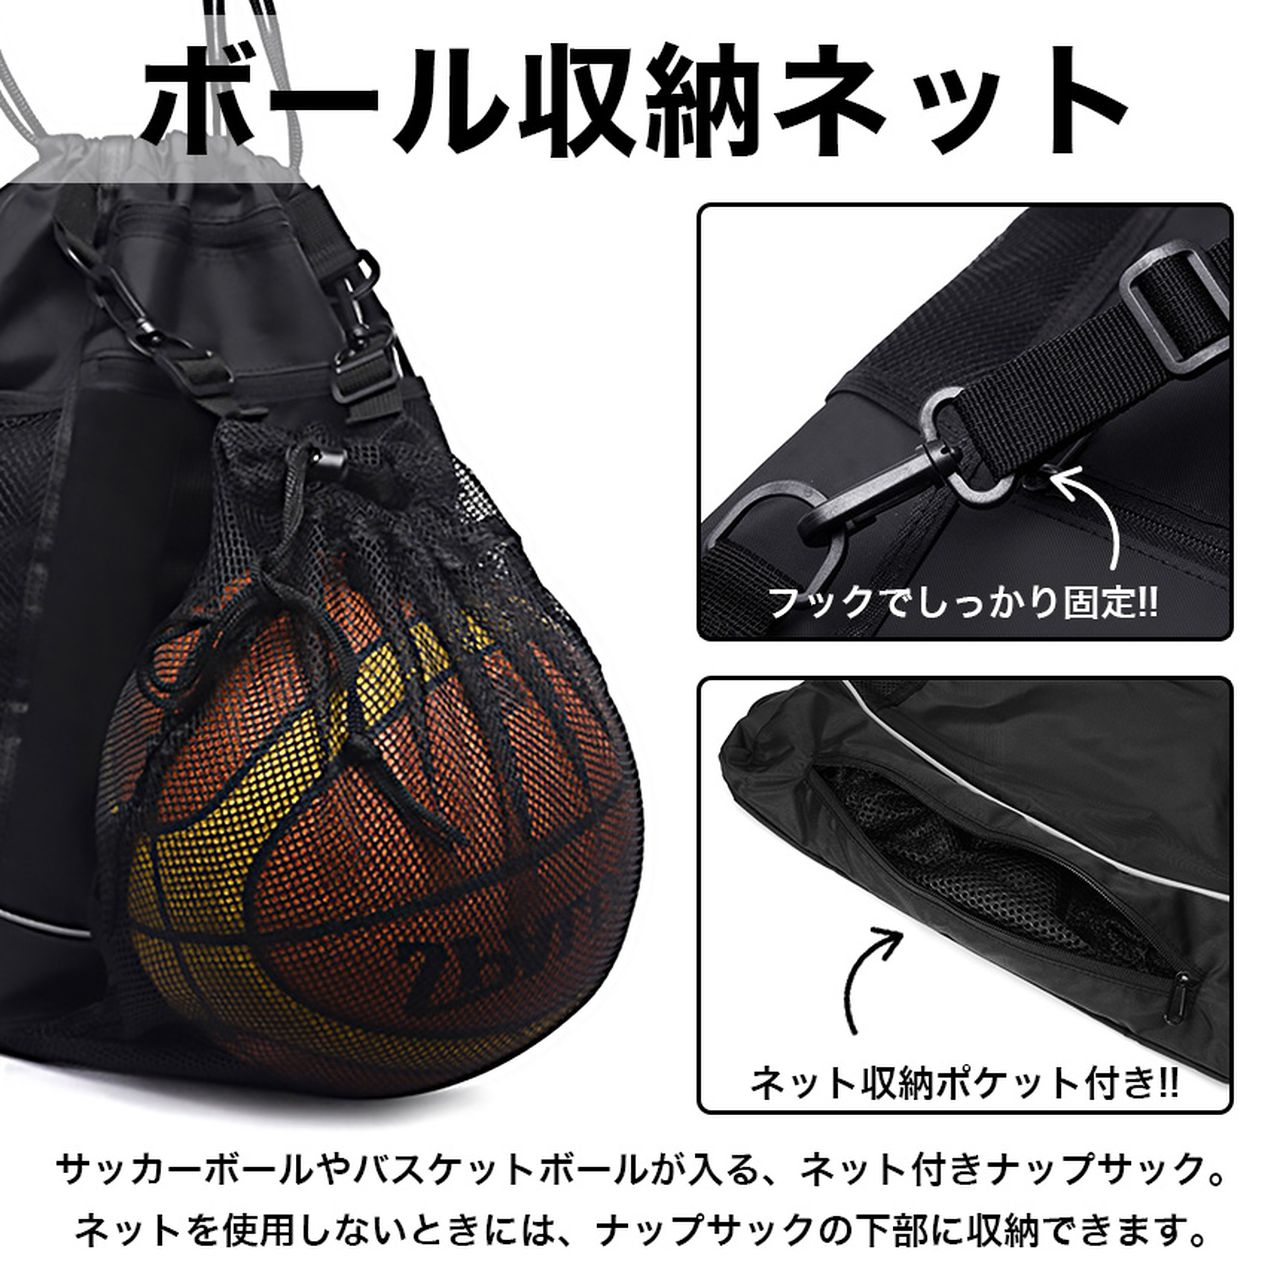 ボール収納ネット
フックでしっかり固定!!
ネット収納ポケット付き!!
サッカーボールやバスケットボールが入る、ネット付きナップサック。
ネットを使用しないときには、ナップサックの下部に収納できます。